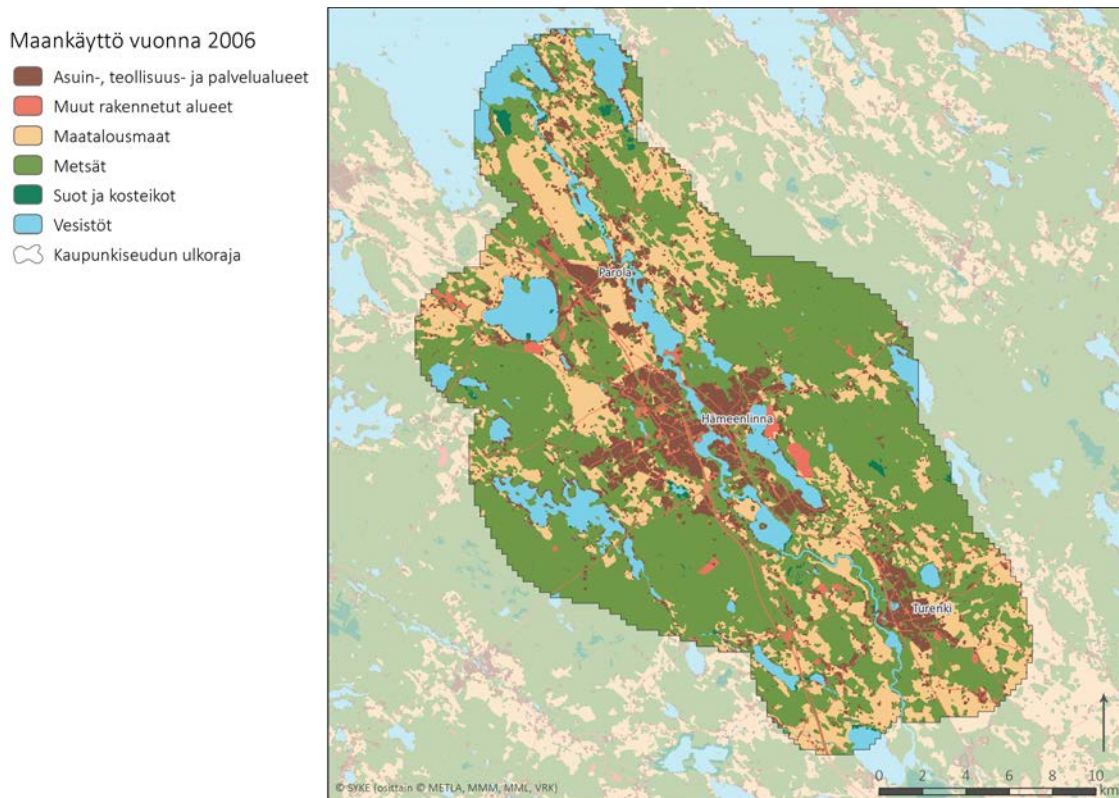 Maankäyttö vuonna 2006
Asuin-, teollisuus- ja palvelualueet
Muut rakennetut alueet
Maatalousmaat
Metsät
Suot ja kosteikot
Vesistöt
Kaupunkiseudun ulkoraja
Parola
Hämeenlinna
Turenki
© SYKE (osittain © METLA, MMM, MML, VRK)
0 2 4 6 8 10
km